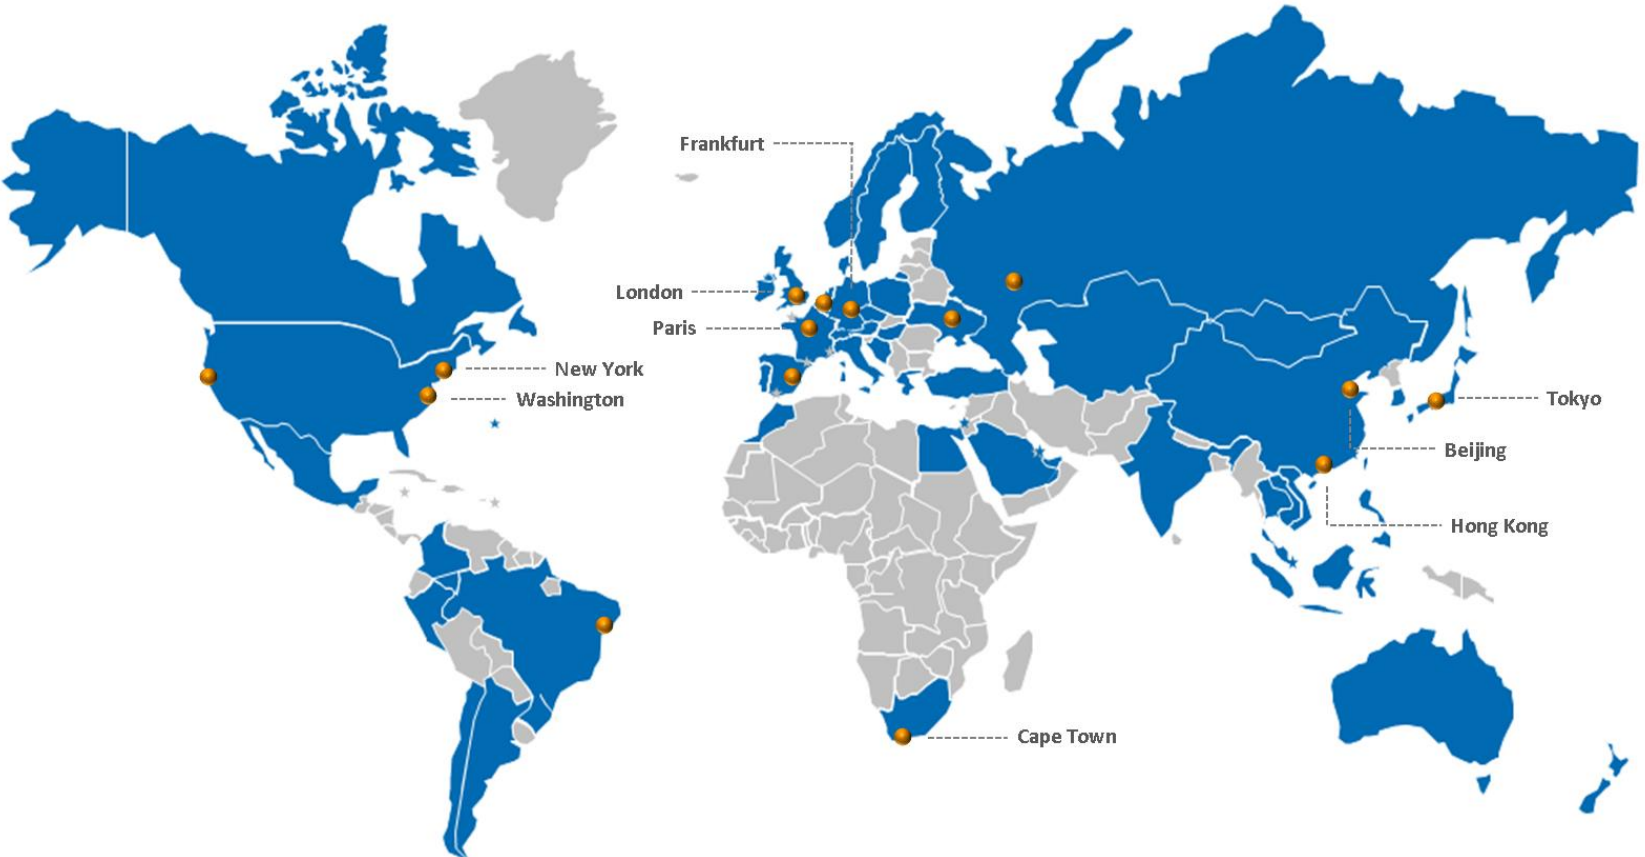 Frankfurt
London
Paris
New York
Washington
Tokyo
Beijing
Hong Kong
Cape Town